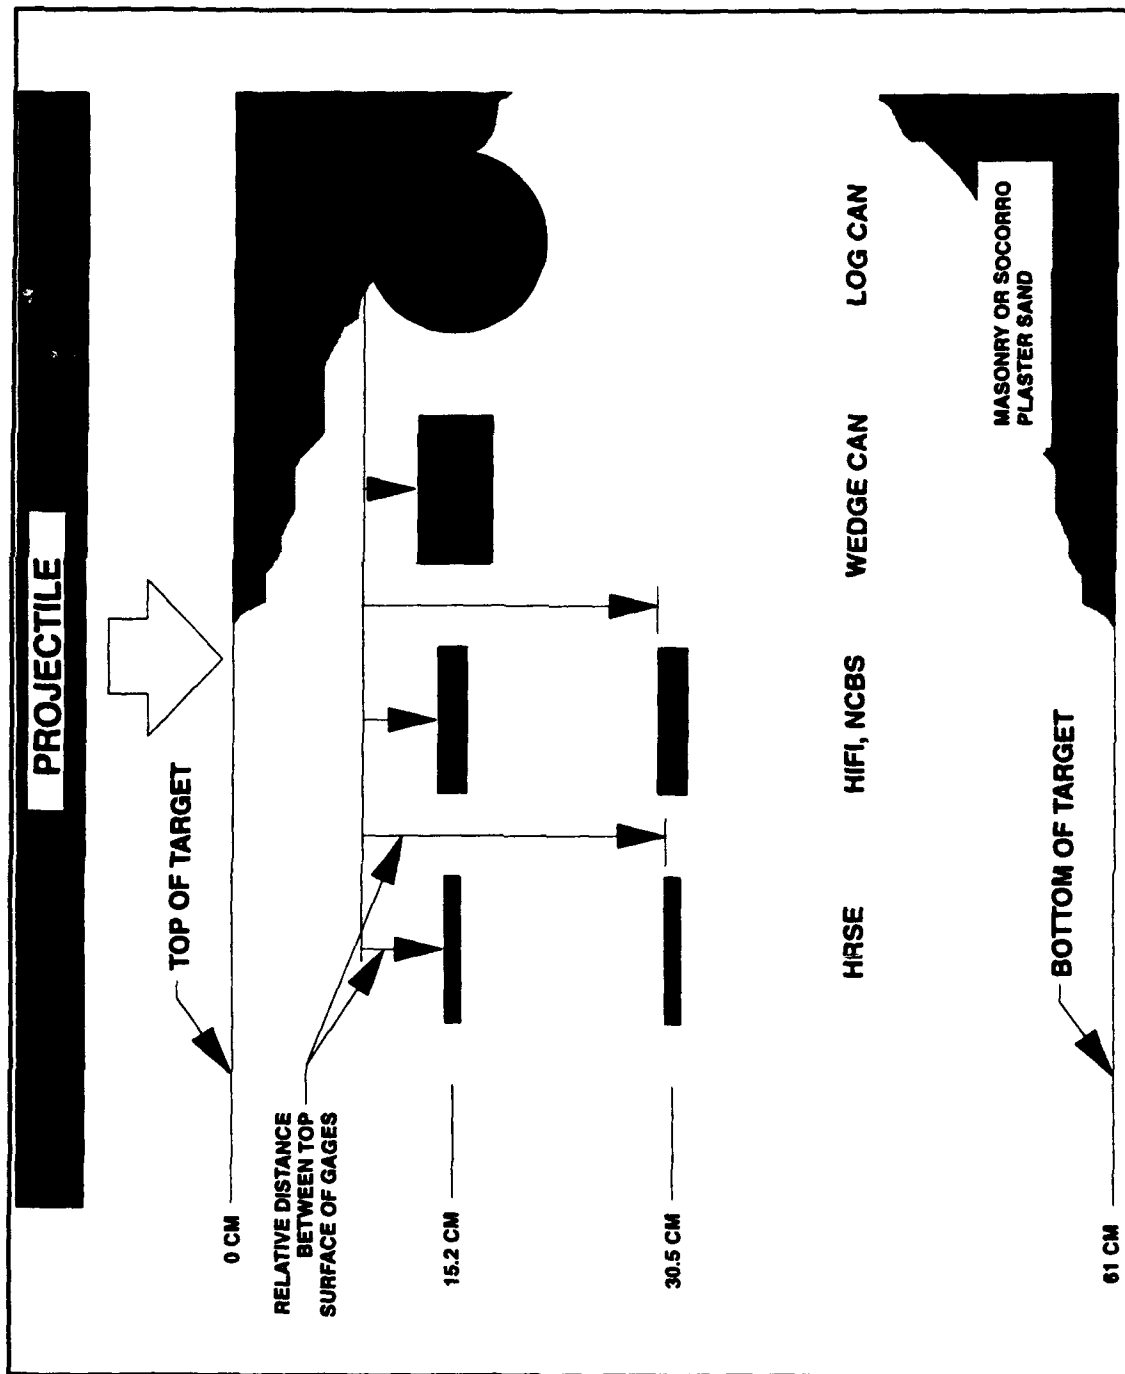 PROJECTILE
TOP OF TARGET
0 CM
RELATIVE DISTANCE
BETWEEN TOP
SURFACE OF GAGES
15.2 CM
30.5 CM
HRSE
HIFI, NCBS
WEDGE CAN
LOG CAN
MASONRY OR SOCORRO
PLASTER SAND
BOTTOM OF TARGET
61 CM